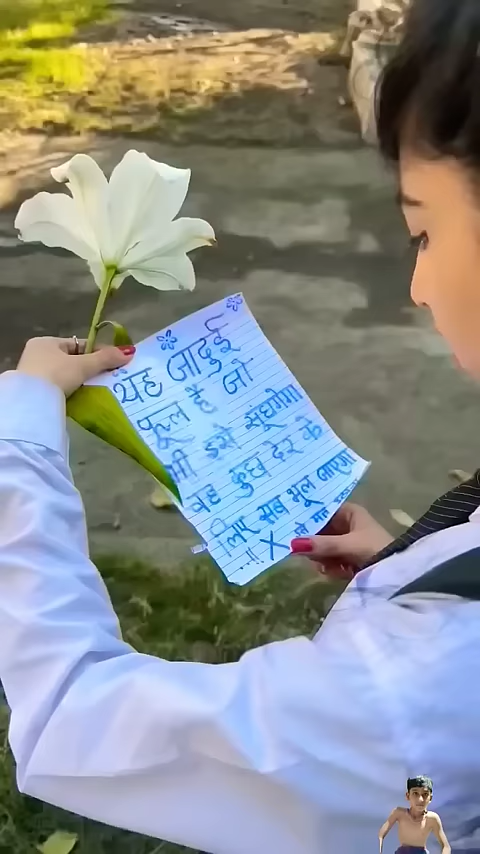 यह जादुई
फूल है जो
भी इसे सूंघेगा
वह कुछ देर के
लिए सब भूल जाएगा